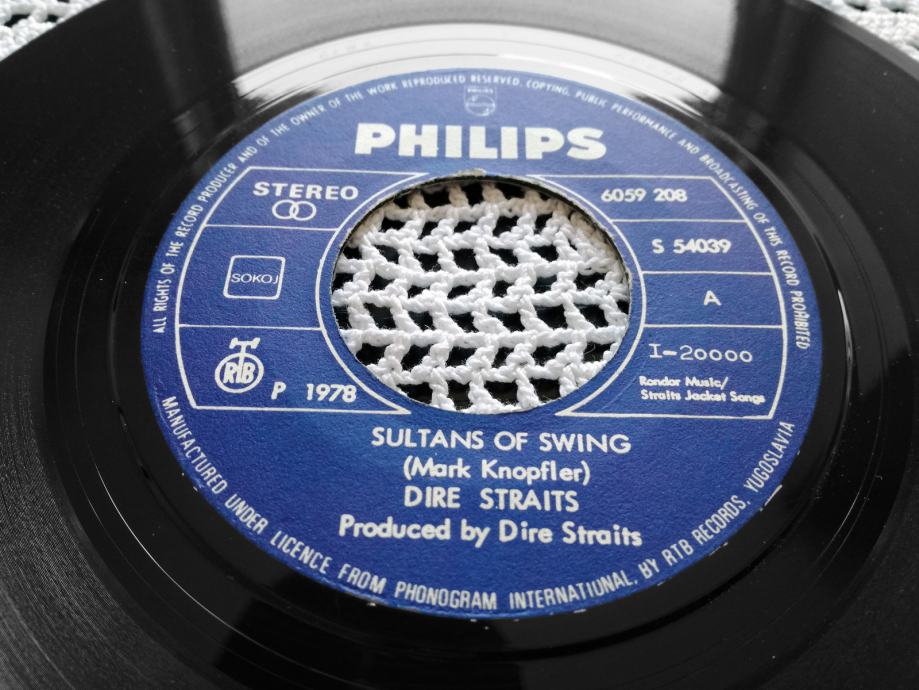 ALL RIGHTS OF THE RECORD PRODUCER AND OF THE OWNER OF THE WORK REPRODUCED RESERVED. COPYING, PUBLIC PERFORMANCE AND BROADCASTING OF THIS RECORD PROHIBITED
PHILIPS
PHILIPS
STEREO
6059 208
S 54039
SOKOJ
A
I-20000
RTB
P 1978
Rondor Music/
Straits Jacket Songs
SULTANS OF SWING
(Mark Knopfler)
DIRE STRAITS
Produced by Dire Straits
MANUFACTURED UNDER LICENCE FROM PHONOGRAM INTERNATIONAL, BY RTB RECORDS, YUGOSLAVIA